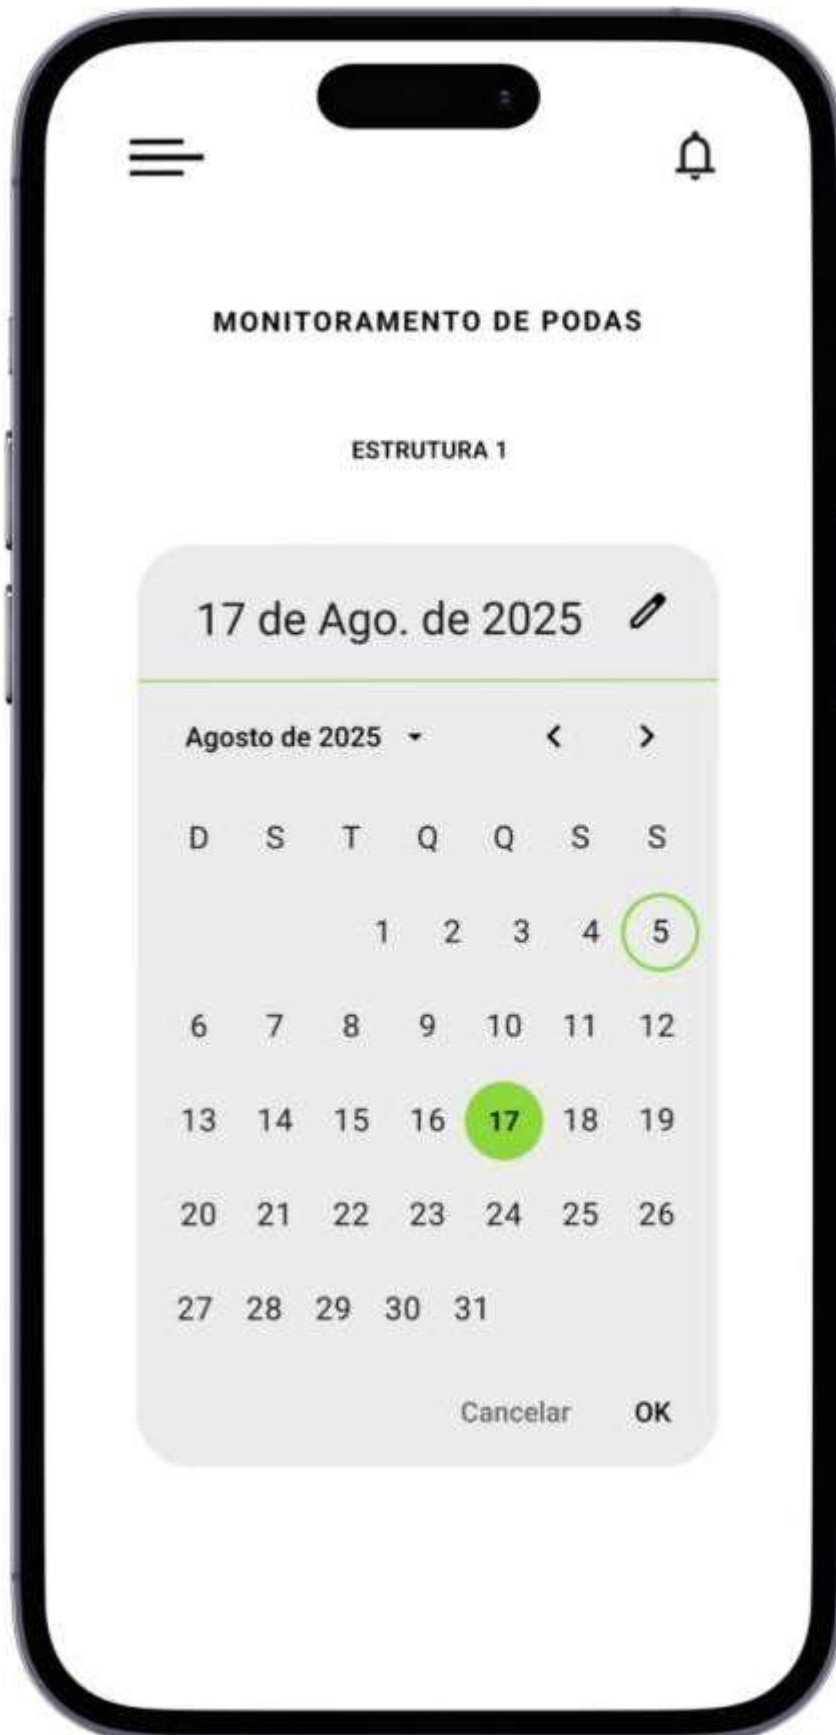 MONITORAMENTO DE PODAS
ESTRUTURA 1
17 de Ago. de 2025
Agosto de 2025
D S T Q Q S S
1 2 3 4 5
6 7 8 9 10 11 12
13 14 15 16 17 18 19
20 21 22 23 24 25 26
27 28 29 30 31
Cancelar OK